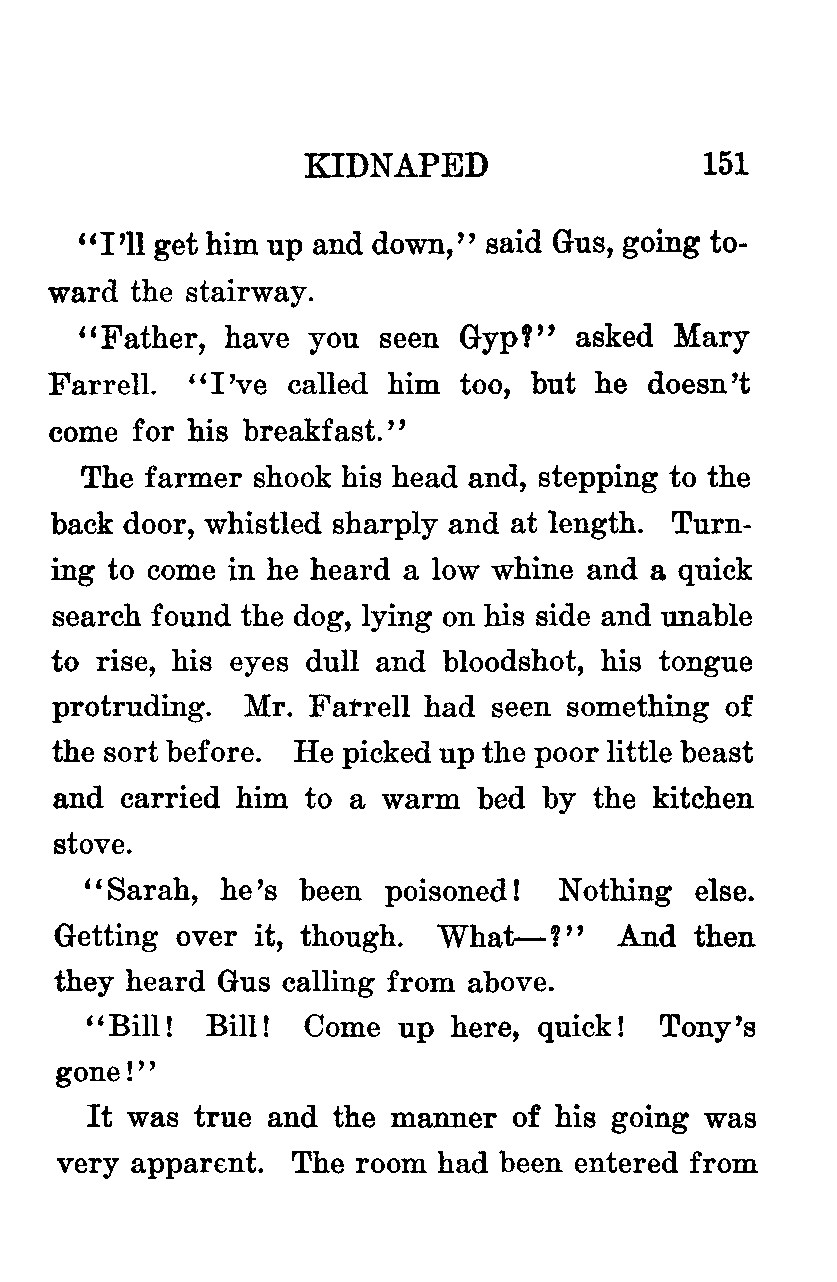 KIDNAPED 151
"I'll get him up and down," said Gus, going to-
ward the stairway.
"Father, have you seen Gyp?" asked Mary
Farrell. "I've called him too, but he doesn't
come for his breakfast."
The farmer shook his head and, stepping to the
back door, whistled sharply and at length. Turn-
ing to come in he heard a low whine and a quick
search found the dog, lying on his side and unable
to rise, his eyes dull and bloodshot, his tongue
protruding. Mr. Farrell had seen something of
the sort before. He picked up the poor little beast
and carried him to a warm bed by the kitchen
stove.
"Sarah, he's been poisoned! Nothing else.
Getting over it, though. What—?" And then
they heard Gus calling from above.
"Bill! Bill! Come up here, quick! Tony's
gone!"
It was true and the manner of his going was
very apparent. The room had been entered from